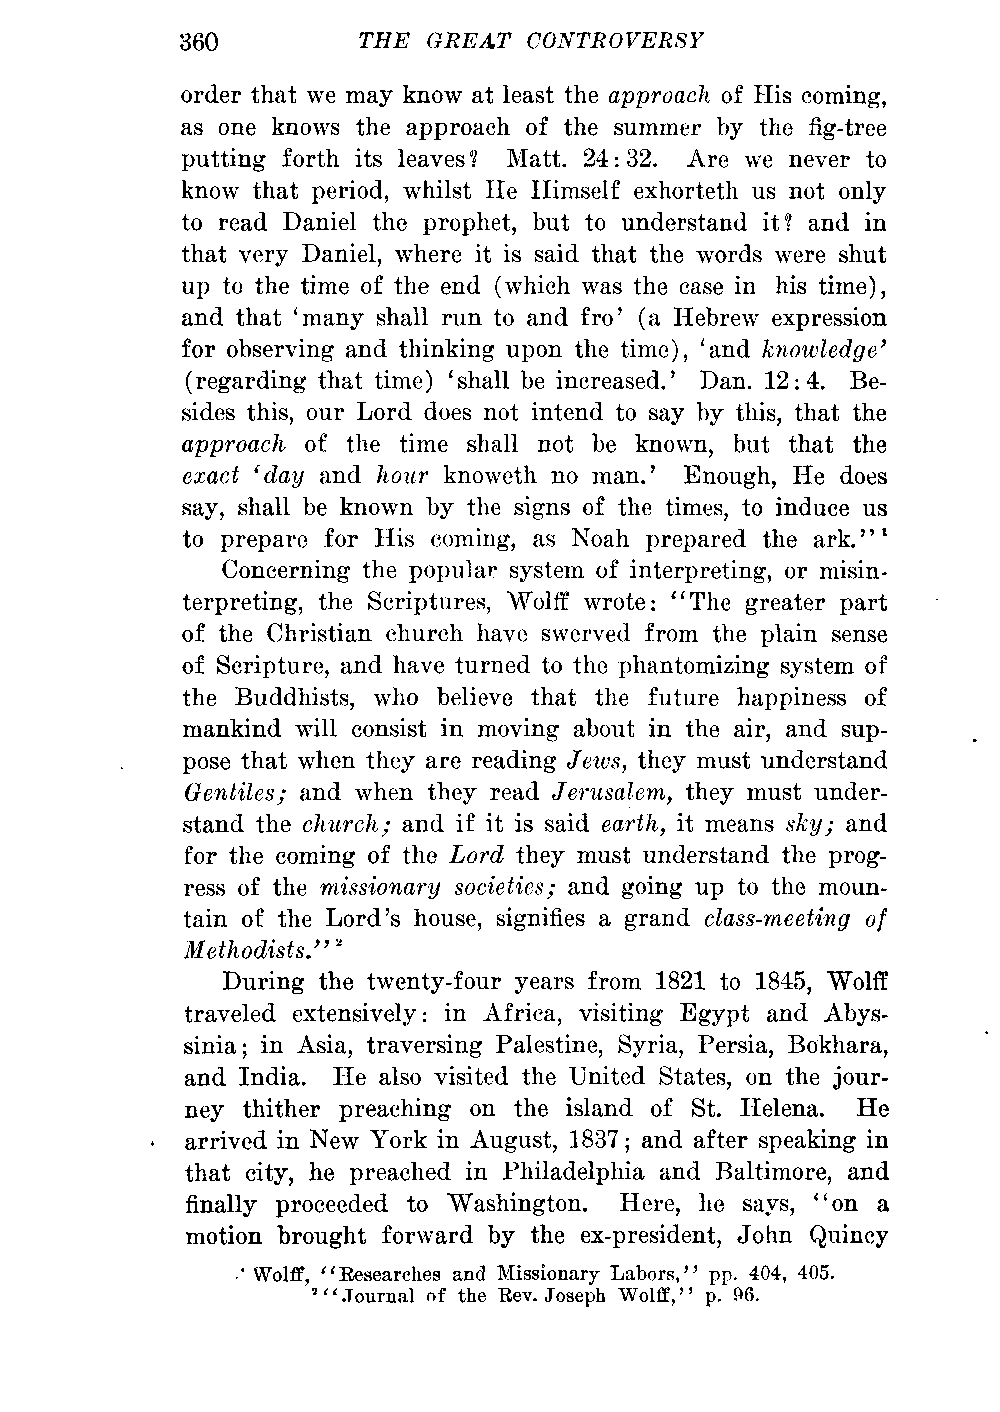 360 THE GREAT CONTROVERSY
order that we may know at least the approach of His coming,
as one knows the approach of the summer by the fig-tree
putting forth its leaves? Matt. 24:32. Are we never to
know that period, whilst He Himself exhorteth us not only
to read Daniel the prophet, but to understand it? and in
that very Daniel, where it is said that the words were shut
up to the time of the end (which was the case in his time),
and that 'many shall run to and fro' (a Hebrew expression
for observing and thinking upon the time), 'and knowledge'
(regarding that time) 'shall be increased.' Dan. 12:4. Be-
sides this, our Lord does not intend to say by this, that the
approach of the time shall not be known, but that the
exact 'day and hour knoweth no man.' Enough, He does
say, shall be known by the signs of the times, to induce us
to prepare for His coming, as Noah prepared the ark.''¹
Concerning the popular system of interpreting, or misin-
terpreting, the Scriptures, Wolff wrote: ''The greater part
of the Christian church have swerved from the plain sense
of Scripture, and have turned to the phantomizing system of
the Buddhists, who believe that the future happiness of
mankind will consist in moving about in the air, and sup-
pose that when they are reading Jews, they must understand
Gentiles; and when they read Jerusalem, they must under-
stand the church; and if it is said earth, it means sky; and
for the coming of the Lord they must understand the prog-
ress of the missionary societies; and going up to the moun-
tain of the Lord's house, signifies a grand class-meeting of
Methodists.''²
During the twenty-four years from 1821 to 1845, Wolff
traveled extensively: in Africa, visiting Egypt and Abys-
sinia; in Asia, traversing Palestine, Syria, Persia, Bokhara,
and India. He also visited the United States, on the jour-
ney thither preaching on the island of St. Helena. He
arrived in New York in August, 1837; and after speaking in
that city, he preached in Philadelphia and Baltimore, and
finally proceeded to Washington. Here, he says, ''on a
motion brought forward by the ex-president, John Quincy
¹ Wolff, ''Researches and Missionary Labors,'' pp. 404, 405.
²''Journal of the Rev. Joseph Wolff,'' p. 96.